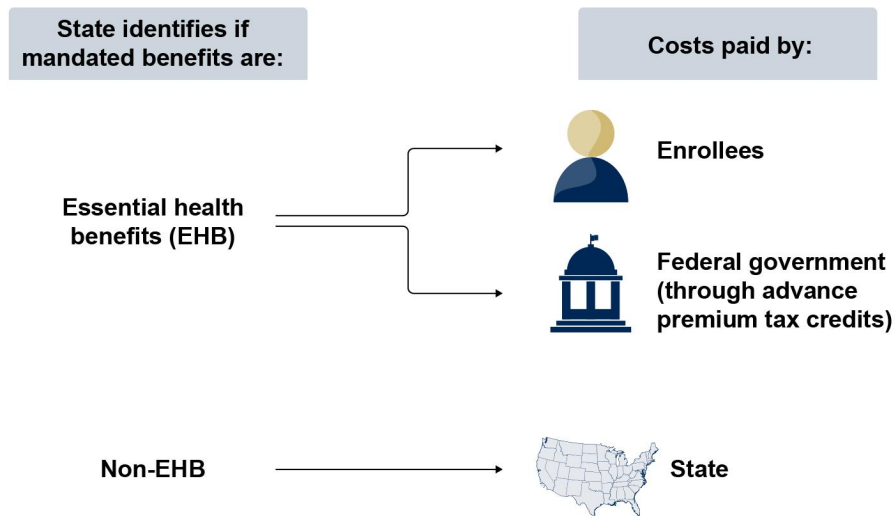 State identifies if
mandated benefits are:
Costs paid by:
Essential health
benefits (EHB)
Enrollees
Federal government
(through advance
premium tax credits)
Non-EHB
State